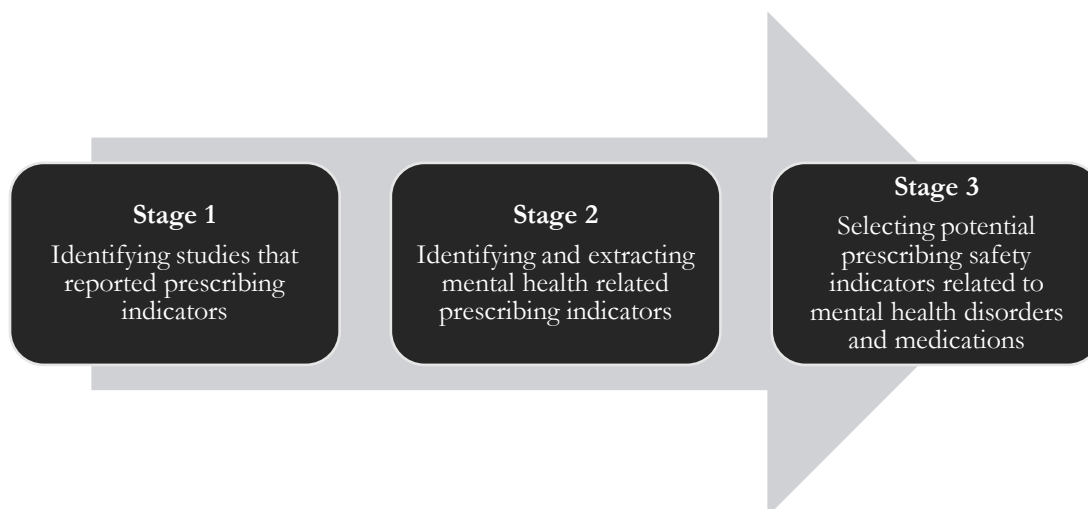 Stage 1
Identifying studies that
reported prescribing
indicators
Stage 2
Identifying and extracting
mental health related
prescribing indicators
Stage 3
Selecting potential
prescribing safety
indicators related to
mental health disorders
and medications